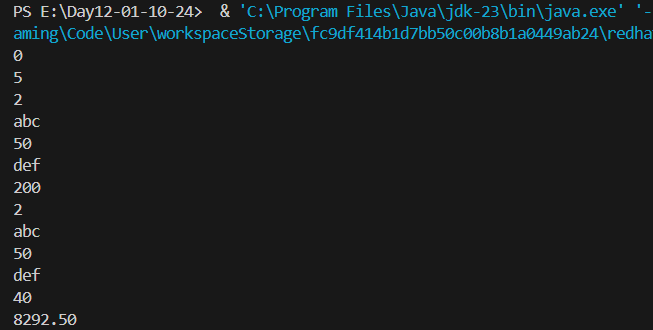 PS E:\Day12-01-10-24>  & 'C:\Program Files\Java\jdk-23\bin\java.exe' '-
aming\Code\User\workspaceStorage\fc9df414b1d7bb50c00b8b1a0449ab24\redha
0
5
2
abc
50
def
200
2
abc
50
def
40
8292.50